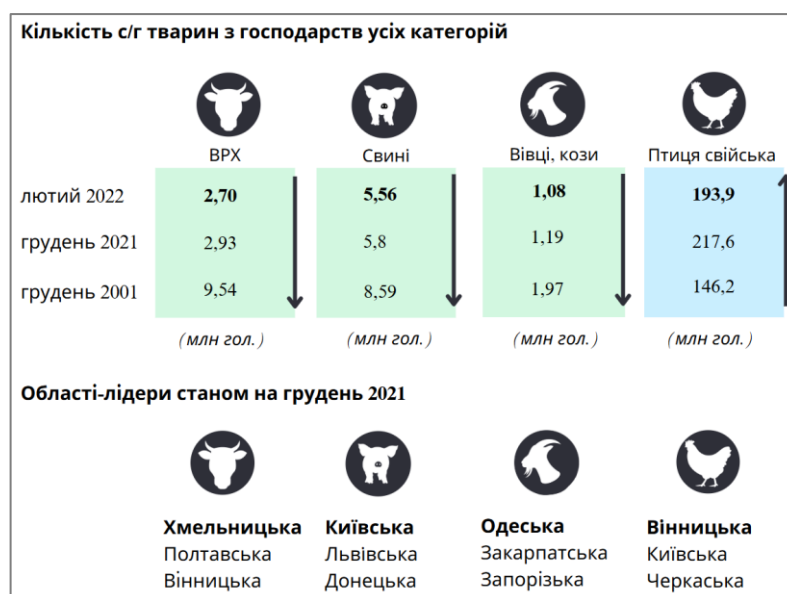 Кількість с/г тварин з господарств усіх категорій
ВРХ Свині Вівці, кози Птиця свійська
лютий 2022 2,70 5,56 1,08 193,9
грудень 2021 2,93 5,8 1,19 217,6
грудень 2001 9,54 8,59 1,97 146,2
(млн гол.) (млн гол.) (млн гол.) (млн гол.)
Області-лідери станом на грудень 2021
Хмельницька Київська Одеська Вінницька
Полтавська Львівська Закарпатська Київська
Вінницька Донецька Запорізька Черкаська